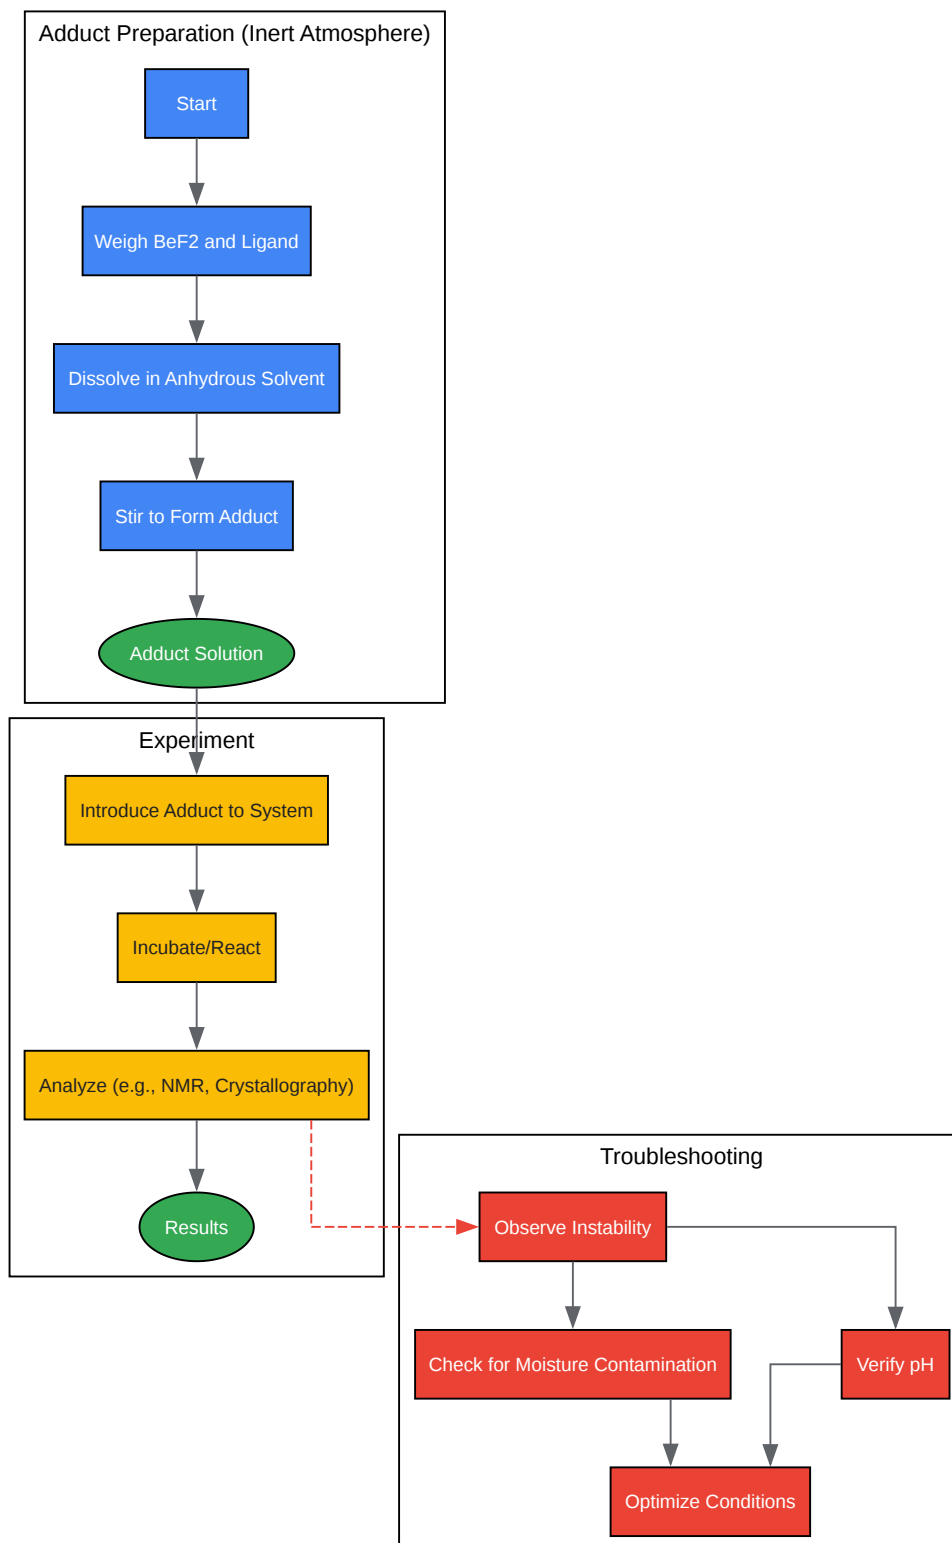 Adduct Preparation (Inert Atmosphere)
Start
Weigh BeF2 and Ligand
Dissolve in Anhydrous Solvent
Stir to Form Adduct
Adduct Solution
Experiment
Introduce Adduct to System
Incubate/React
Analyze (e.g., NMR, Crystallography)
Results
Troubleshooting
Observe Instability
Check for Moisture Contamination
Verify pH
Optimize Conditions